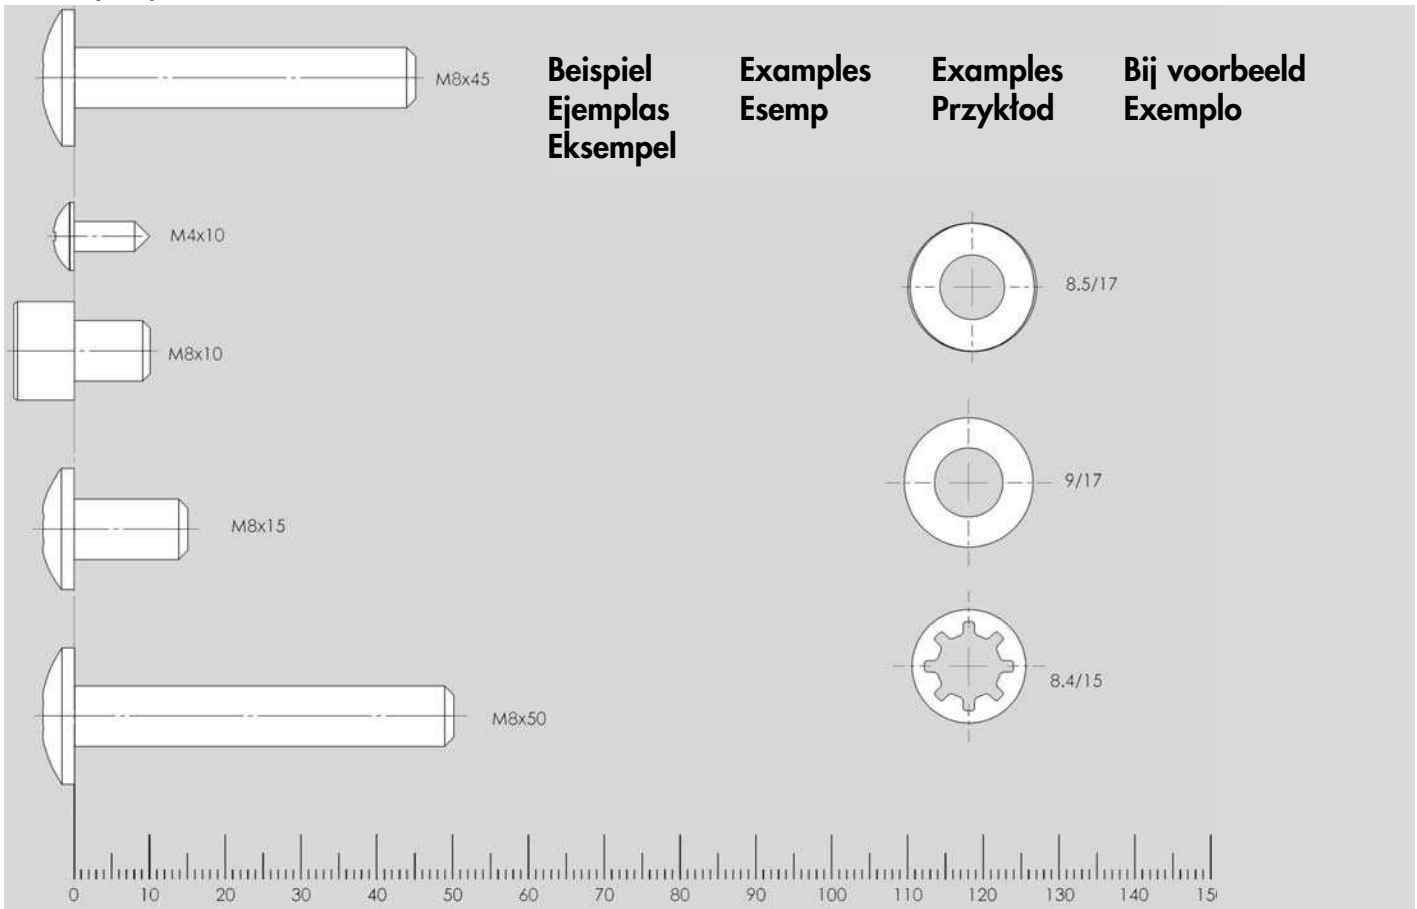 M8x45
Beispiel Examples Examples Bij voorbeeld
Ejemplas Esemp Przykłod Exemplo
Eksempel
M4x10
8.5/17
M8x10
9/17
M8x15
8.4/15
M8x50
0 10 20 30 40 50 60 70 80 90 100 110 120 130 140